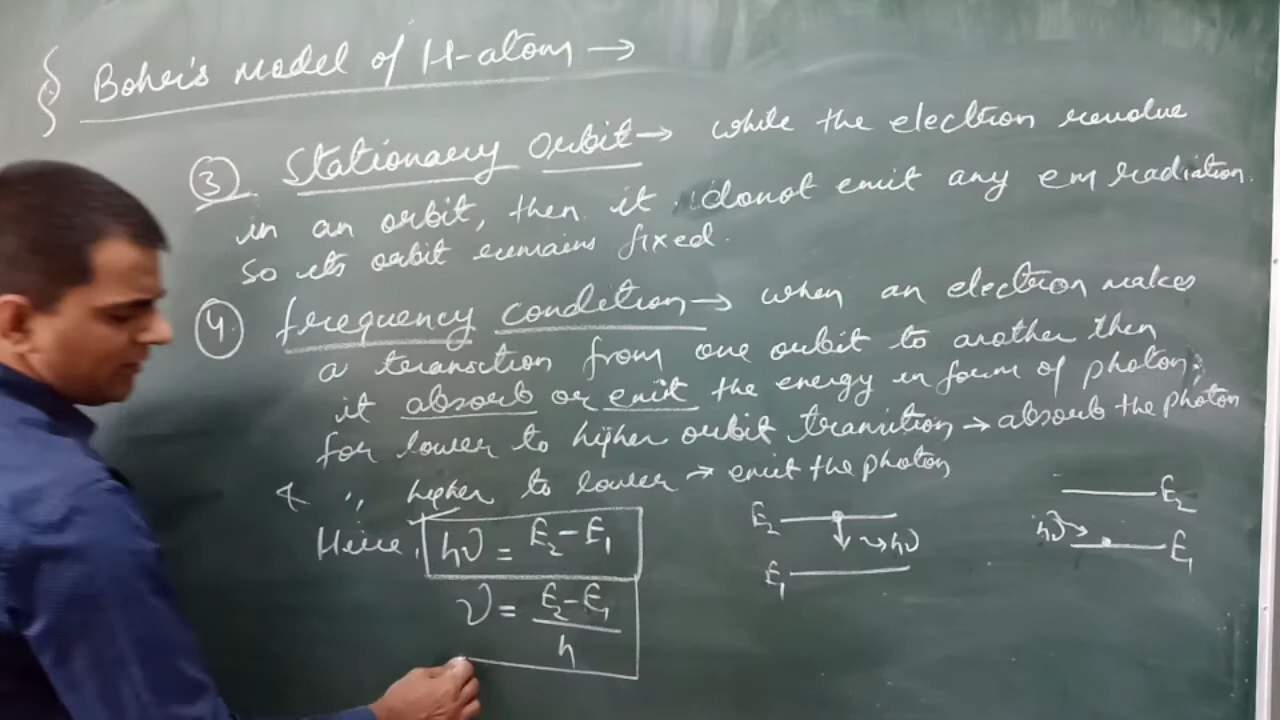 Boher's model of H-atom →
③ Stationary orbit → while the electron revolve
in an orbit, then it donot emit any em radiation.
So its orbit remains fixed.
④ frequency condition → when an electron makes
a transition from one orbit to another then
it absorb or emit the energy in form of photon.
for lower to higher orbit transition → absorb the photon
& ,, higher to lower → emit the photon
Here, hν = E₂ - E₁
ν = E₂ - E₁ / h
E₂
hν
E₁
E₂
hν
E₁